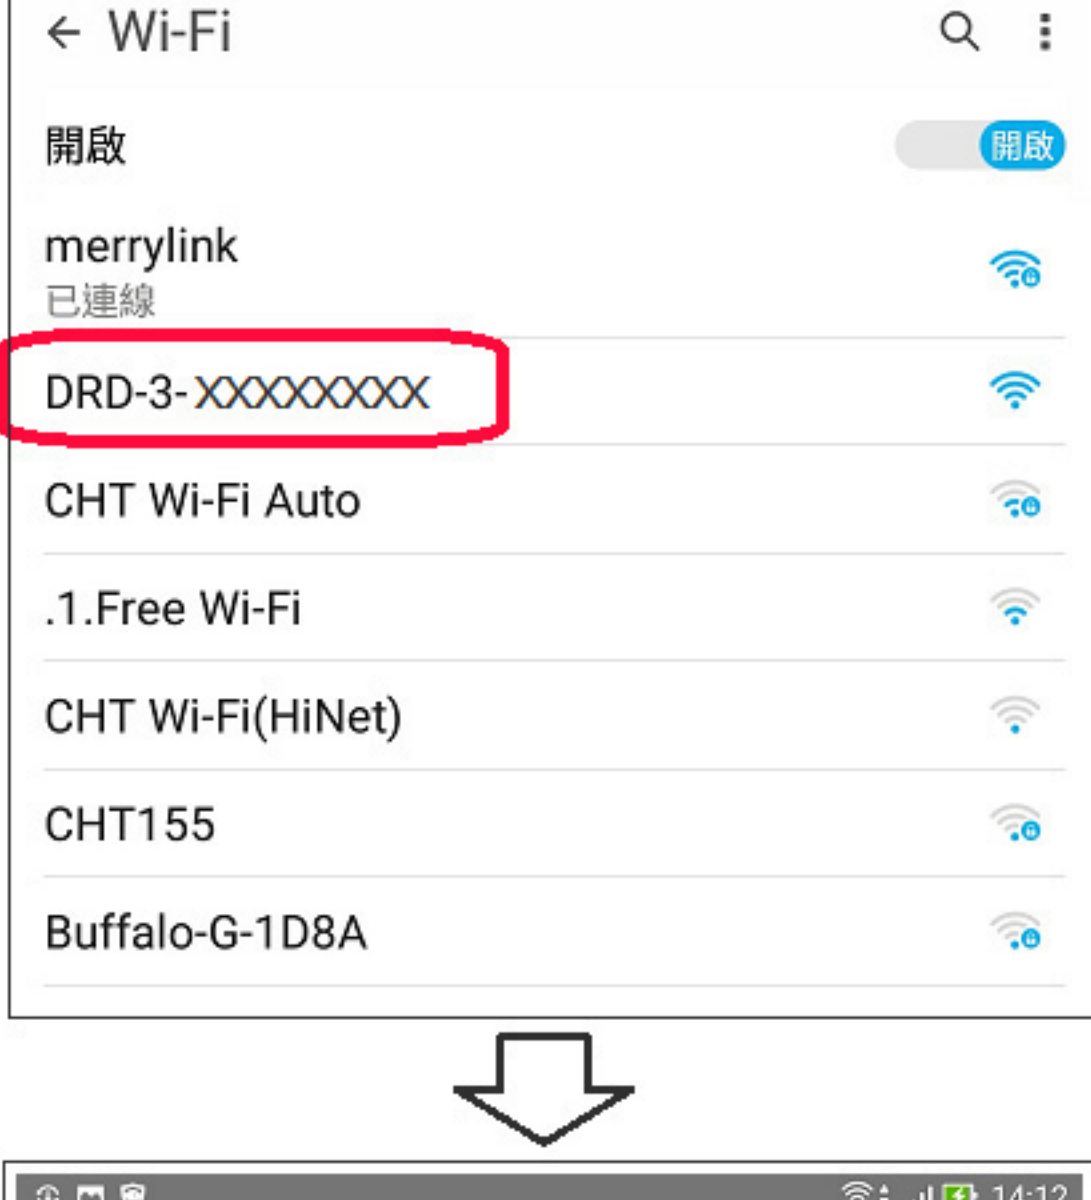 Wi-Fi
開啟 開啟
merrylink
已連線
DRD-3-XXXXXXXX
CHT Wi-Fi Auto
.1.Free Wi-Fi
CHT Wi-Fi(HiNet)
CHT155
Buffalo-G-1D8A
14:12